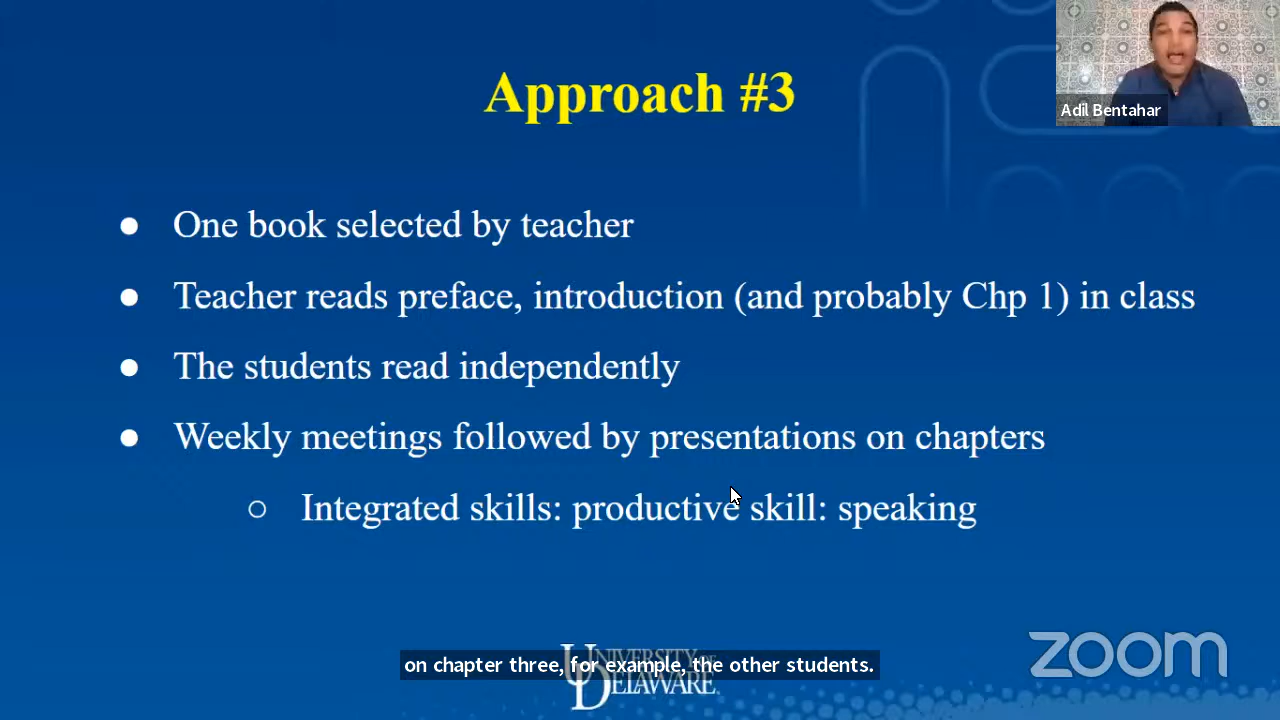 Approach #3
Adil Bentahar
● One book selected by teacher
● Teacher reads preface, introduction (and probably Chp 1) in class
● The students read independently
● Weekly meetings followed by presentations on chapters
○ Integrated skills: productive skill: speaking
on chapter three, for example, the other students.
UNIVERSITY OF
DELAWARE
zoom